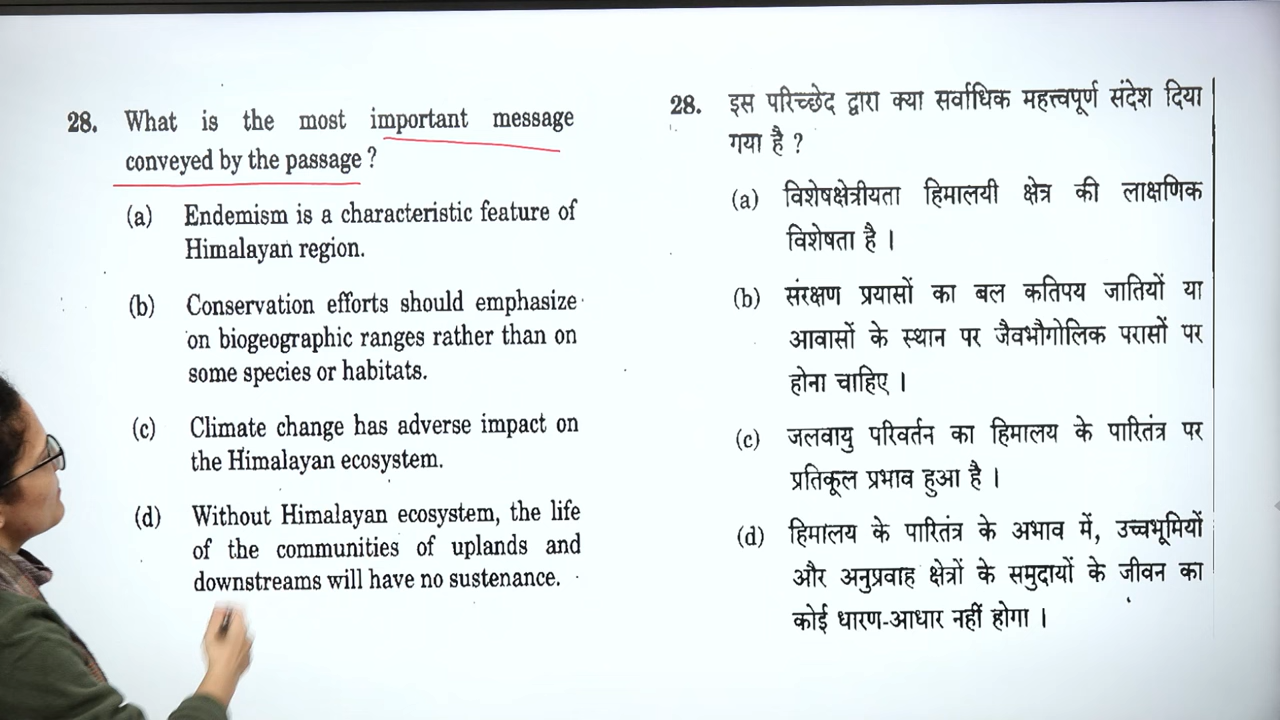 28. What is the most important message
conveyed by the passage ?
(a) Endemism is a characteristic feature of
Himalayan region.
(b) Conservation efforts should emphasize
on biogeographic ranges rather than on
some species or habitats.
(c) Climate change has adverse impact on
the Himalayan ecosystem.
(d) Without Himalayan ecosystem, the life
of the communities of uplands and
downstreams will have no sustenance.
28. इस परिच्छेद द्वारा क्या सर्वाधिक महत्त्वपूर्ण संदेश दिया
गया है ?
(a) विशेषक्षेत्रीयता हिमालयी क्षेत्र की लाक्षणिक
विशेषता है ।
(b) संरक्षण प्रयासों का बल कतिपय जातियों या
आवासों के स्थान पर जैवभौगोलिक परासों पर
होना चाहिए ।
(c) जलवायु परिवर्तन का हिमालय के पारितंत्र पर
प्रतिकूल प्रभाव हुआ है ।
(d) हिमालय के पारितंत्र के अभाव में, उच्चभूमियों
और अनुप्रवाह क्षेत्रों के समुदायों के जीवन का
कोई धारण-आधार नहीं होगा ।